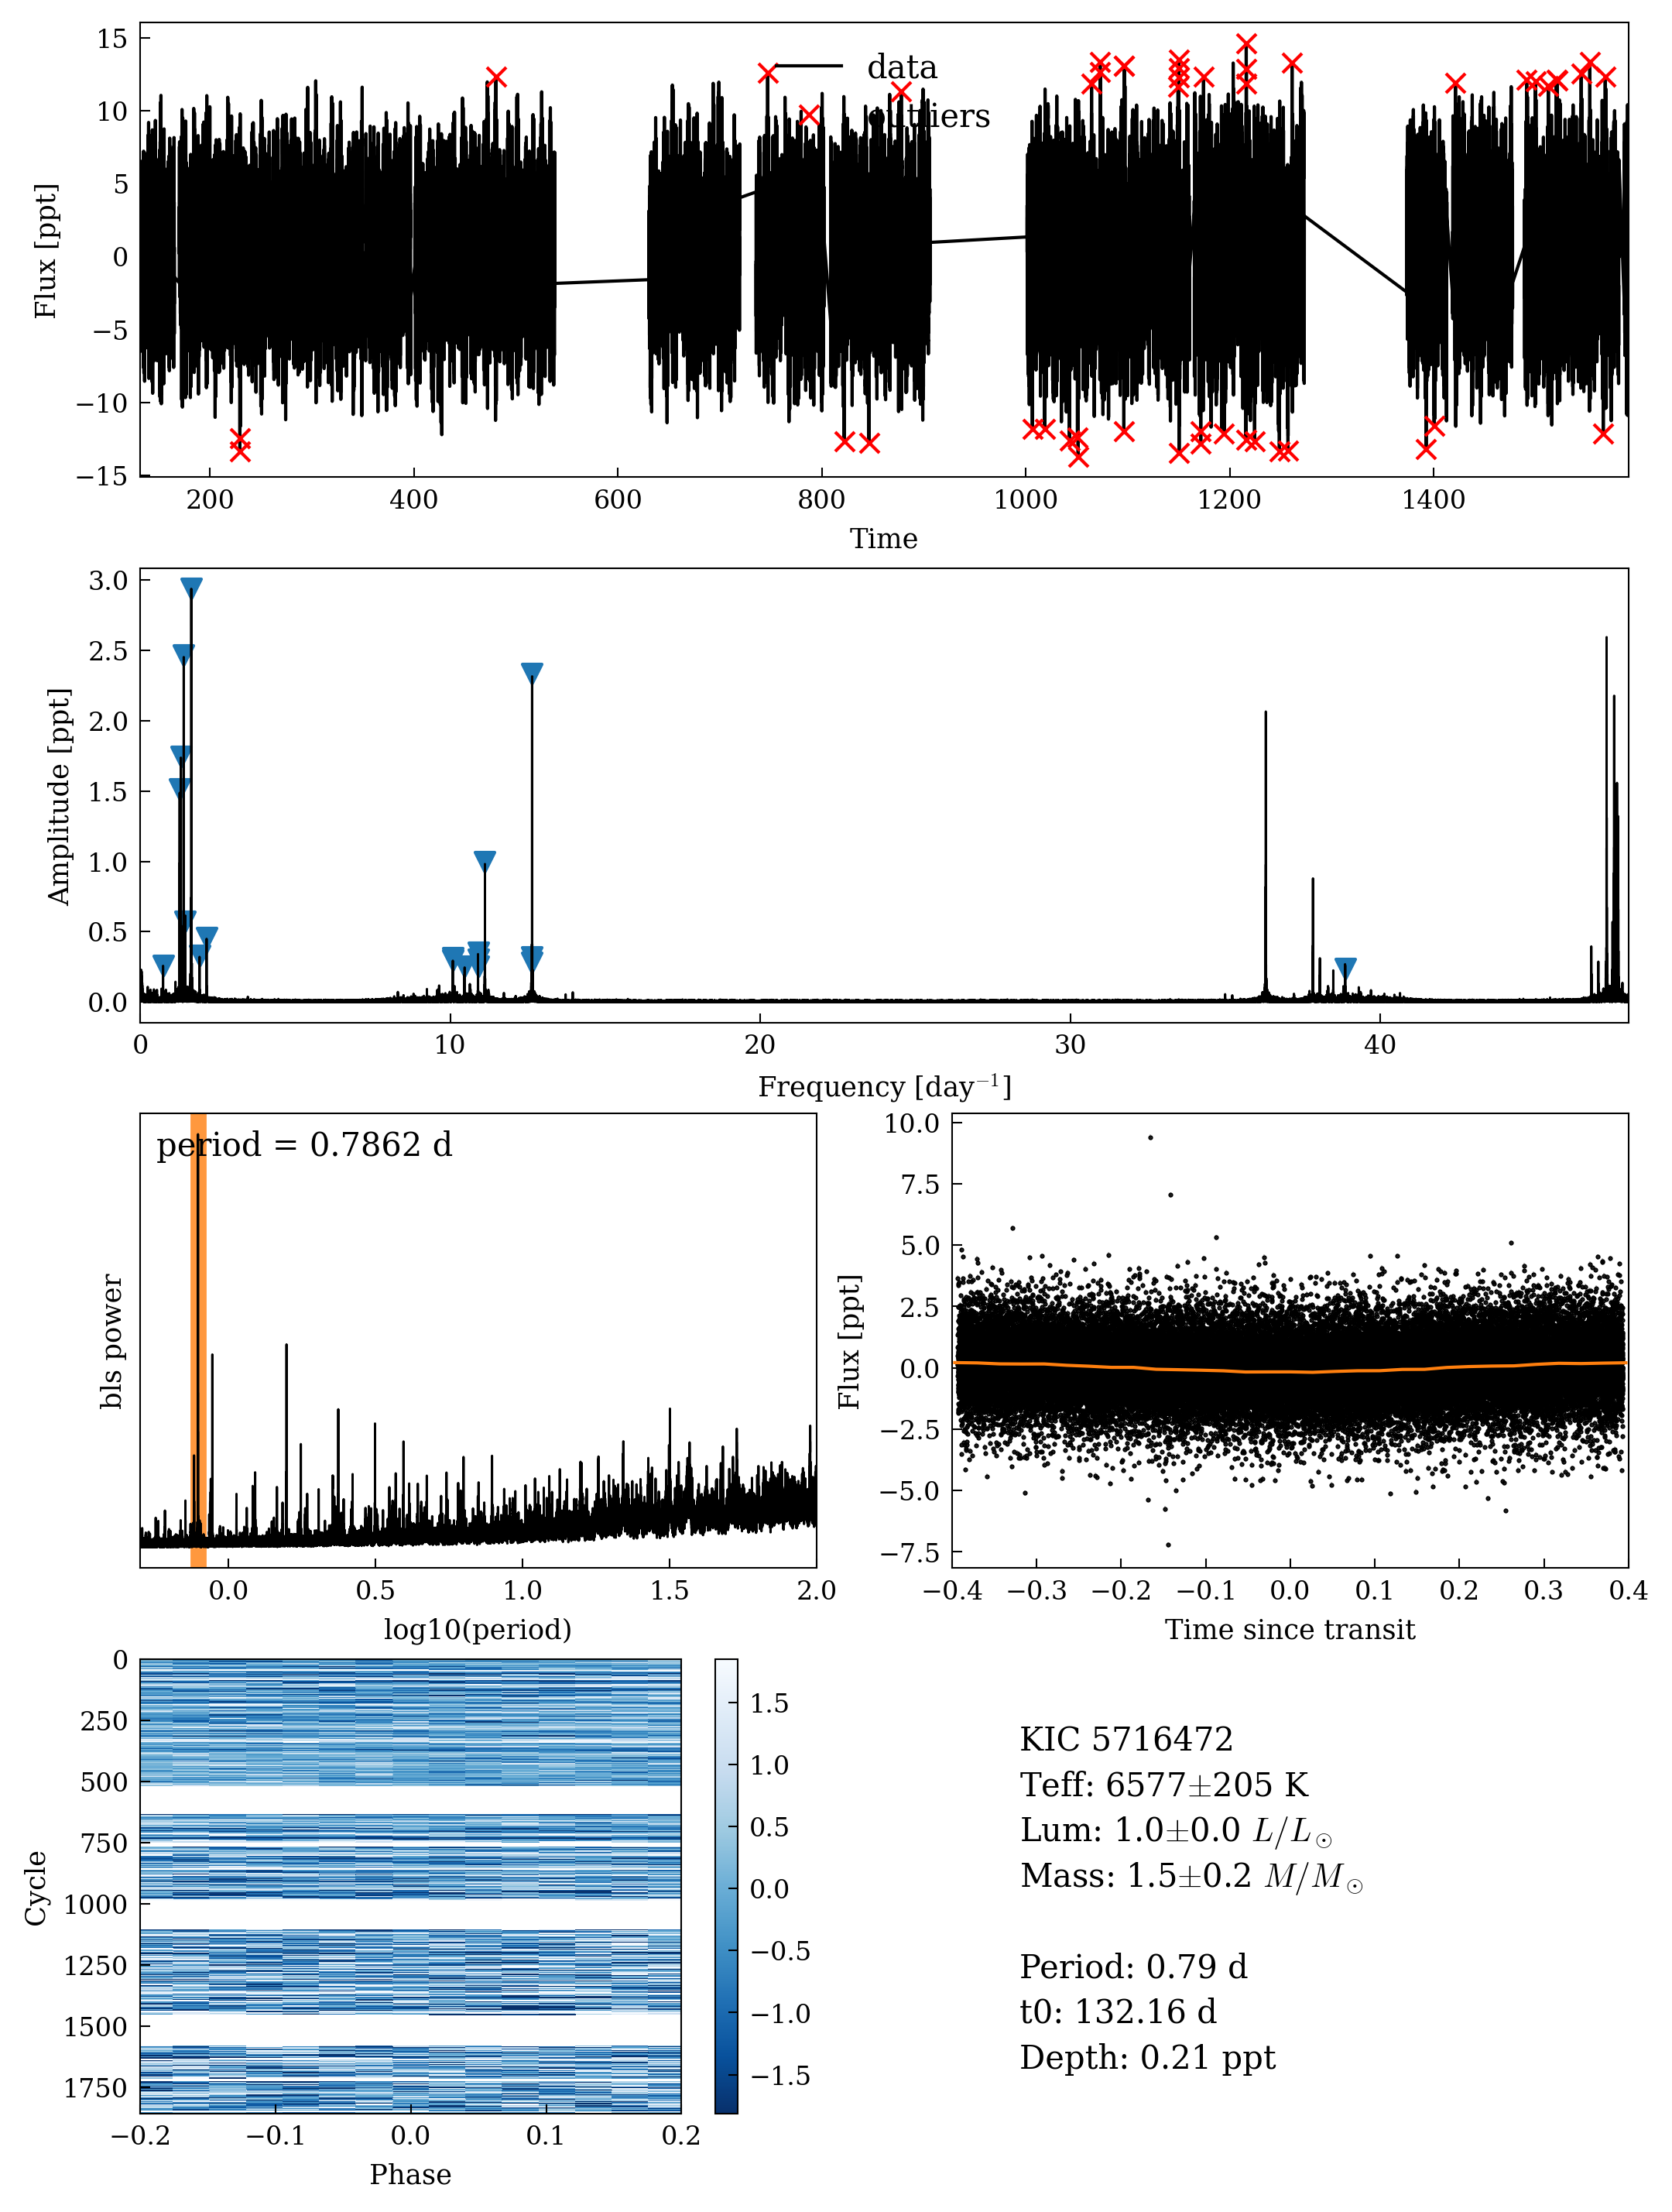 15
10
5
0
−5
−10
−15
Flux [ppt]
data
outliers
200 400 600 800 1000 1200 1400
Time
3.0
2.5
2.0
1.5
1.0
0.5
0.0
Amplitude [ppt]
0 10 20 30 40
Frequency [day⁻¹]
period = 0.7862 d
bls power
0.0 0.5 1.0 1.5 2.0
log10(period)
10.0
7.5
5.0
2.5
0.0
−2.5
−5.0
−7.5
Flux [ppt]
−0.4 −0.3 −0.2 −0.1 0.0 0.1 0.2 0.3 0.4
Time since transit
0
250
500
750
1000
1250
1500
1750
Cycle
−0.2 −0.1 0.0 0.1 0.2
Phase
1.5
1.0
0.5
0.0
−0.5
−1.0
−1.5
KIC 5716472
Teff: 6577±205 K
Lum: 1.0±0.0 L/L⊙
Mass: 1.5±0.2 M/M⊙
Period: 0.79 d
t0: 132.16 d
Depth: 0.21 ppt